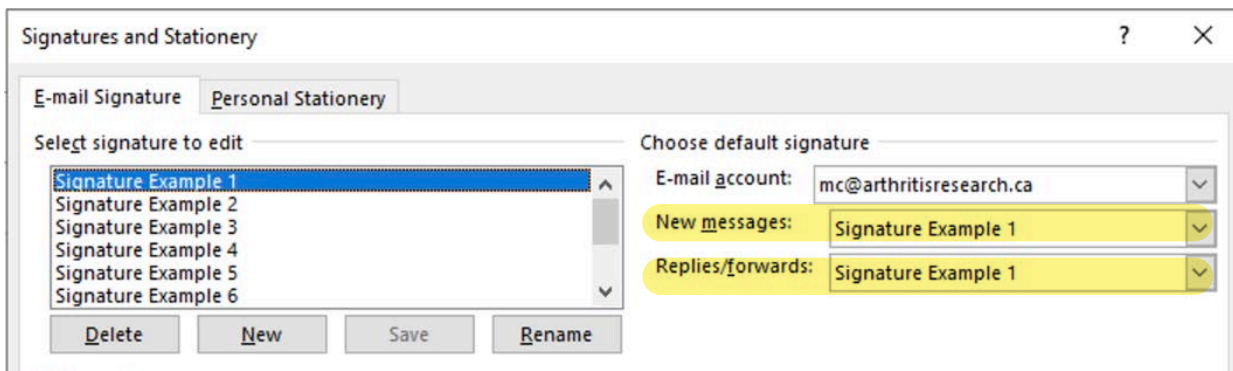 Signatures and Stationery ? X
E-mail Signature Personal Stationery
Select signature to edit
Signature Example 1
Signature Example 2
Signature Example 3
Signature Example 4
Signature Example 5
Signature Example 6
Delete New Save Rename
Choose default signature
E-mail account: mc@arthritisresearch.ca
New messages: Signature Example 1
Replies/forwards: Signature Example 1